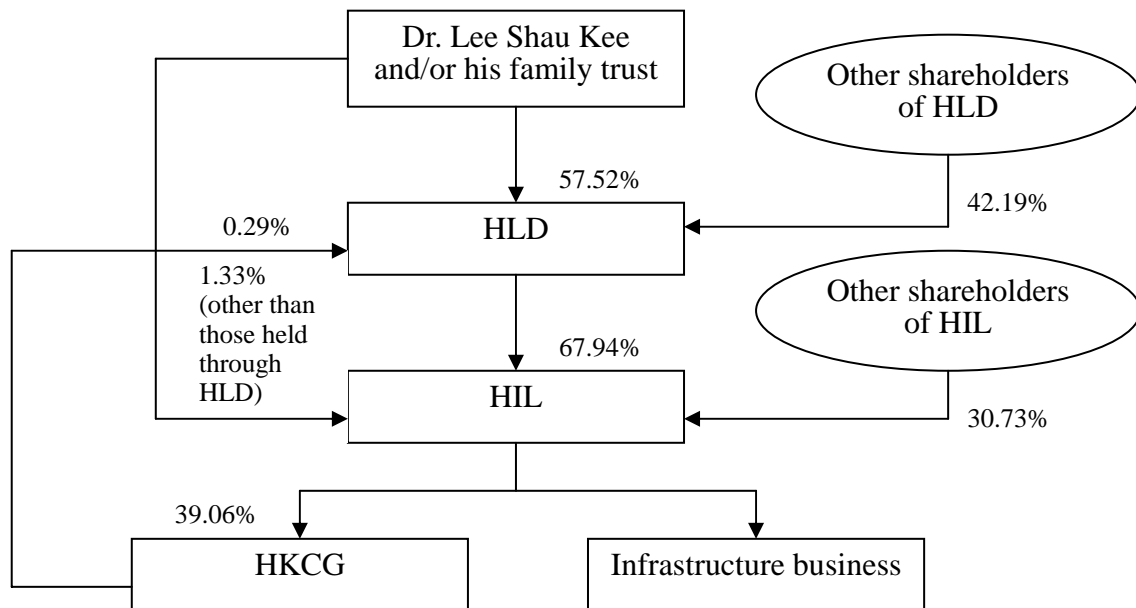 Dr. Lee Shau Kee
and/or his family trust
Other shareholders
of HLD
57.52%
42.19%
0.29%
HLD
1.33%
(other than
those held
through
HLD)
Other shareholders
of HIL
67.94%
HIL
30.73%
39.06%
HKCG
Infrastructure business